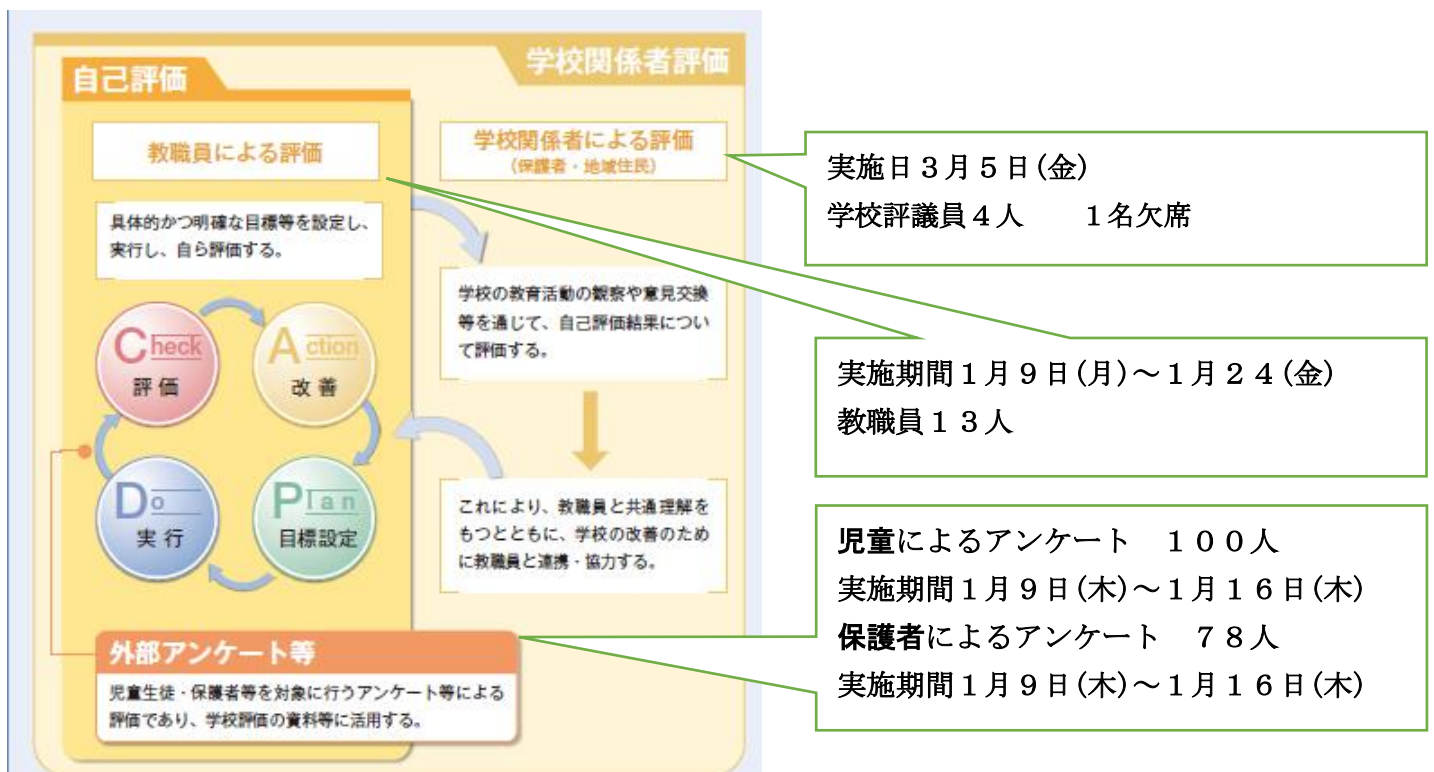 学校関係者評価
自己評価
教職員による評価
具体的かつ明確な目標等を設定し、
実行し、自ら評価する。
Check
評価
Action
改善
Do
実行
Plan
目標設定
学校関係者による評価
(保護者・地域住民)
学校の教育活動の観察や意見交換
等を通じて、自己評価結果につい
て評価する。
これにより、教職員と共通理解を
もつとともに、学校の改善のため
に教職員と連携・協力する。
外部アンケート等
児童生徒・保護者等を対象に行うアンケート等による
評価であり、学校評価の資料等に活用する。
実施日3月5日(金)
学校評議員4人　　1名欠席
実施期間1月9日(月)～1月24(金)
教職員13人
児童によるアンケート　100人
実施期間1月9日(木)～1月16日(木)
保護者によるアンケート　78人
実施期間1月9日(木)～1月16日(木)